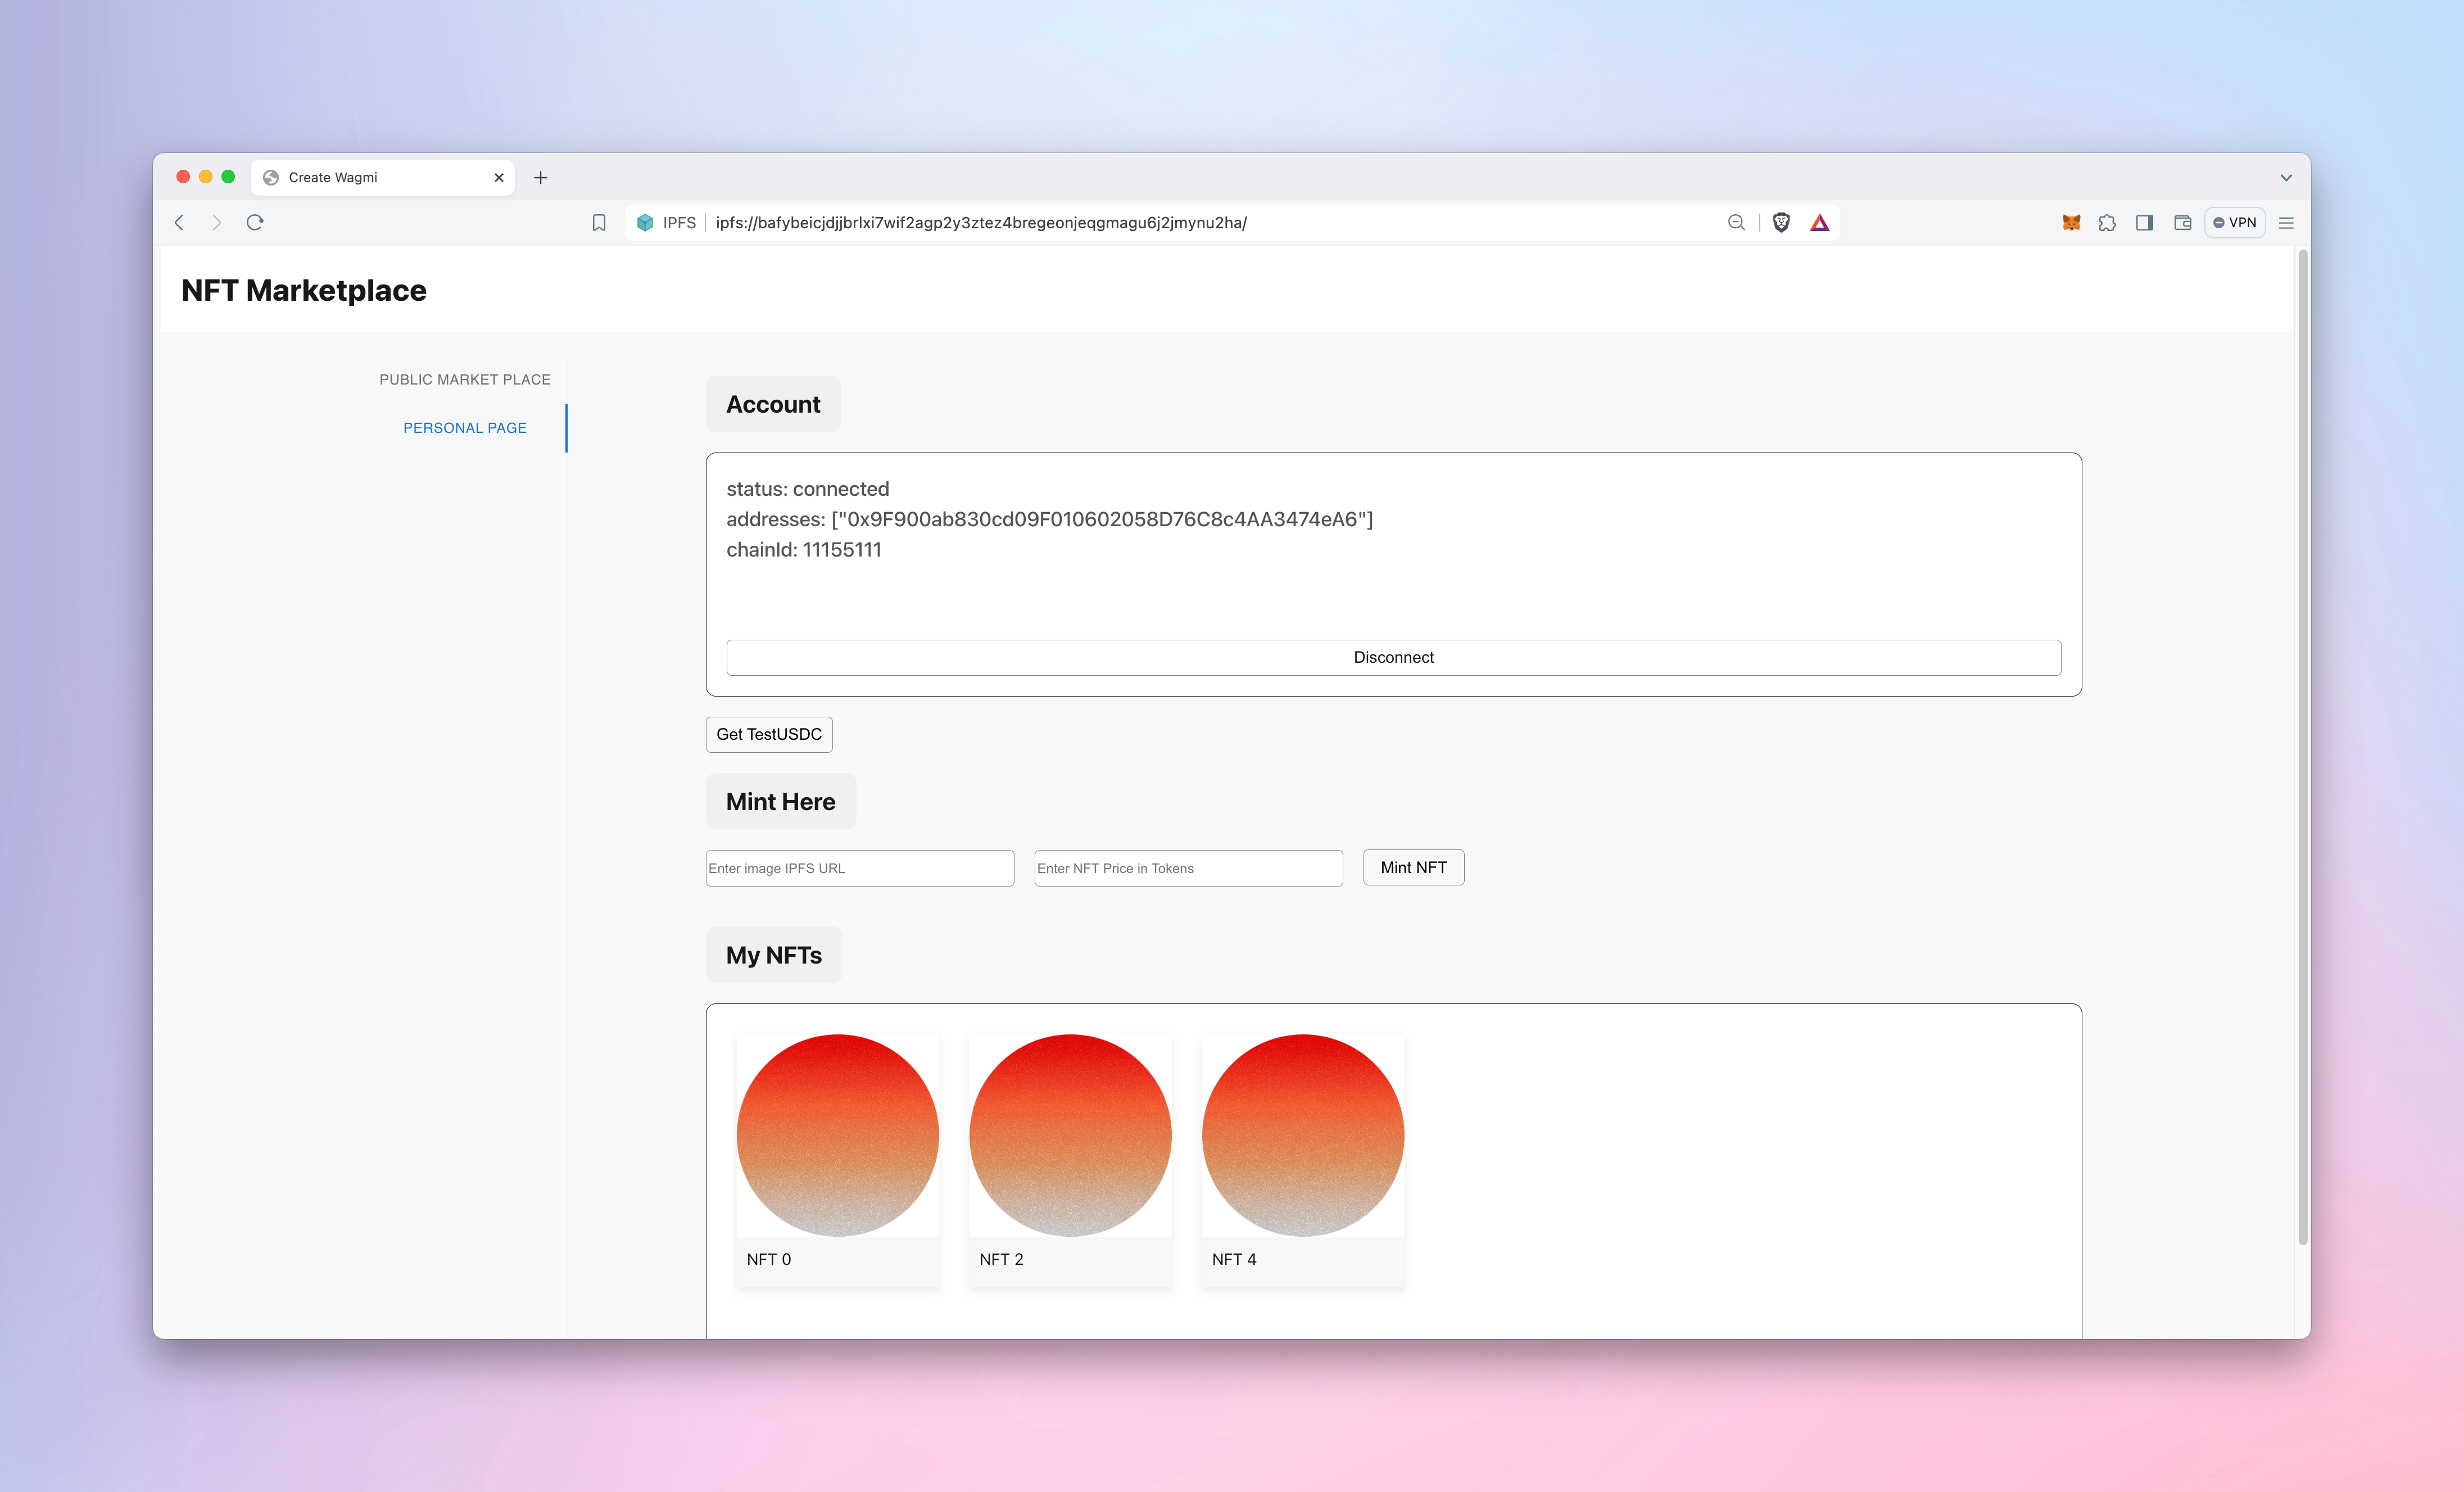 Create Wagmi
IPFS
ipfs://bafybeicjdjjbrlxi7wif2agp2y3ztez4bregeonjeqgmagu6j2jmynu2ha/
VPN
NFT Marketplace
PUBLIC MARKET PLACE
PERSONAL PAGE
Account
status: connected
addresses: ["0x9F900ab830cd09F010602058D76C8c4AA3474eA6"]
chainId: 11155111
Disconnect
Get TestUSDC
Mint Here
Enter image IPFS URL
Enter NFT Price in Tokens
Mint NFT
My NFTs
NFT 0
NFT 2
NFT 4